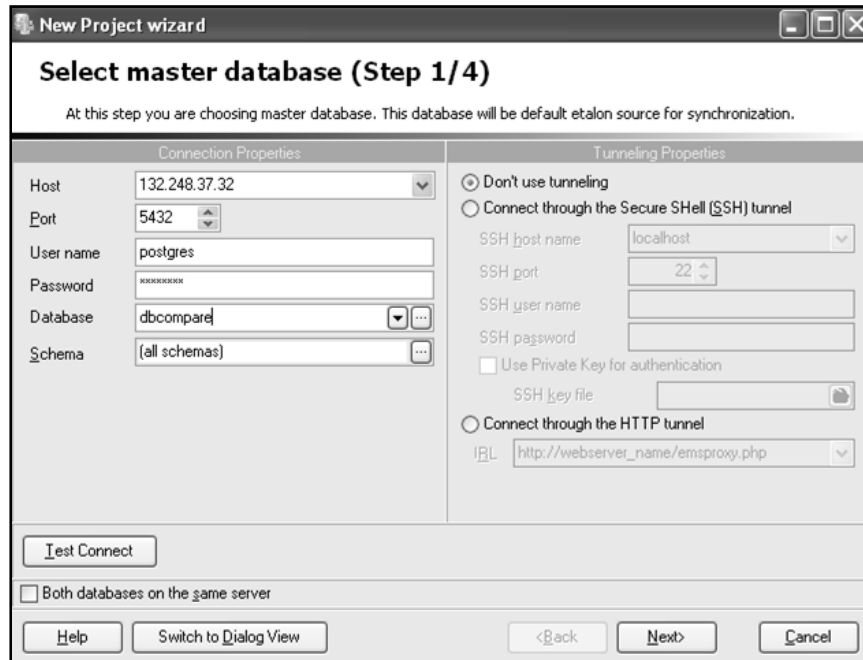 New Project wizard
Select master database (Step 1/4)
At this step you are choosing master database. This database will be default etalon source for synchronization.
Connection Properties
Host 132.248.37.32
Port 5432
User name postgres
Password xxxxxxxx
Database dbcompare
Schema (all schemas)
Tunneling Properties
Don't use tunneling
Connect through the Secure SHell (SSH) tunnel
SSH host name localhost
SSH port 22
SSH user name
SSH password
Use Private Key for authentication
SSH key file
Connect through the HTTP tunnel
URL http://webserver_name/emsproxy.php
Test Connect
Both databases on the same server
Help Switch to Dialog View <Back Next> Cancel